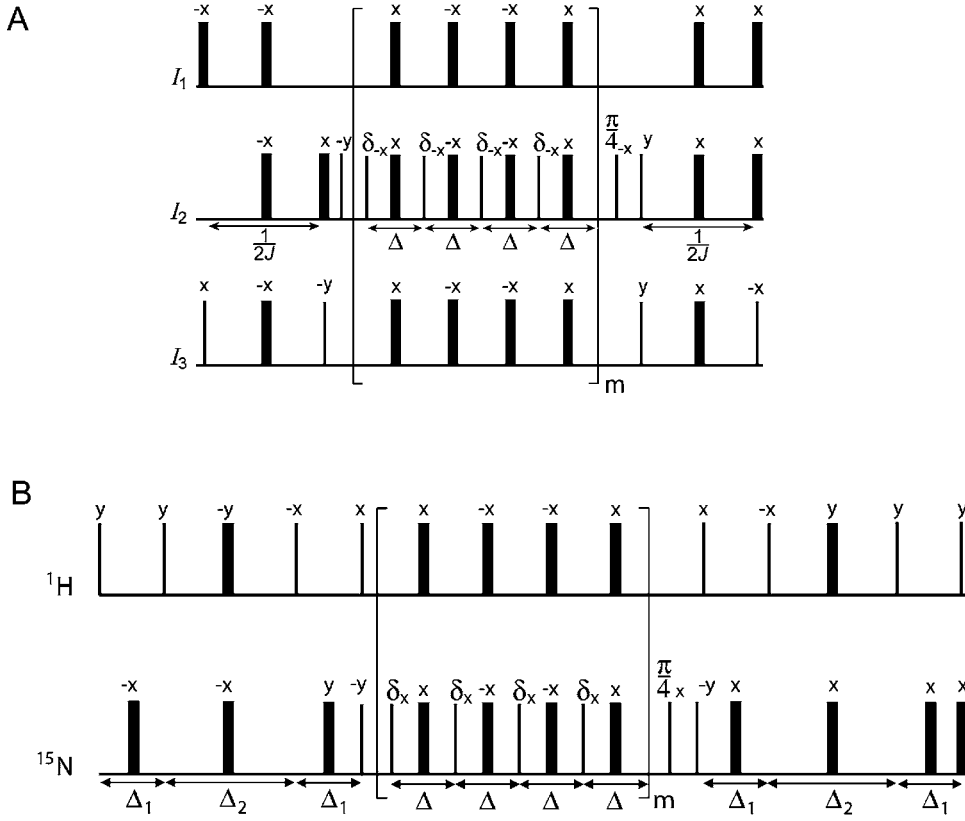 A
-x -x x -x -x x x x
I₁
-x x -y δ₋ₓ x δ₋ₓ -x δ₋ₓ -x δ₋ₓ x π/4 -x y x x
I₂
1/2J Δ Δ Δ Δ 1/2J
x -x -y x -x -x x y x -x
I₃
m
B
y y -y -x x x -x -x x x -x y y y
¹H
-x -x y -y δₓ x δₓ -x δₓ -x δₓ x π/4 x -y x x x x
¹⁵N
Δ₁ Δ₂ Δ₁ Δ Δ Δ Δ m Δ₁ Δ₂ Δ₁